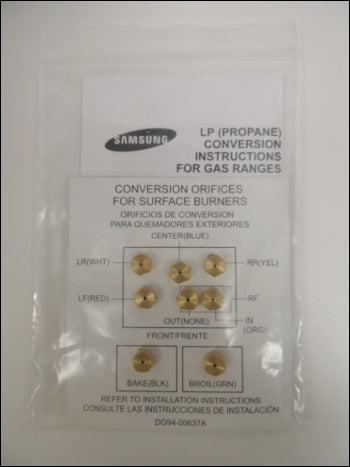 SAMSUNG
LP (PROPANE)
CONVERSION
INSTRUCTIONS
FOR GAS RANGES
CONVERSION ORIFICES
FOR SURFACE BURNERS
ORIFICIOS DE CONVERSION
PARA QUEMADORES EXTERIORES
CENTER(BLUE)
LR(WHT)
RR(YEL)
LF(RED)
RF
OUT(NONE)
IN
(ORG)
FRONT/FRENTE
BAKE(BLK)
BROIL(GRN)
REFER TO INSTALLATION INSTRUCTIONS
CONSULTE LAS INSTRUCCIONES DE INSTALACIÓN
DG94-00637A